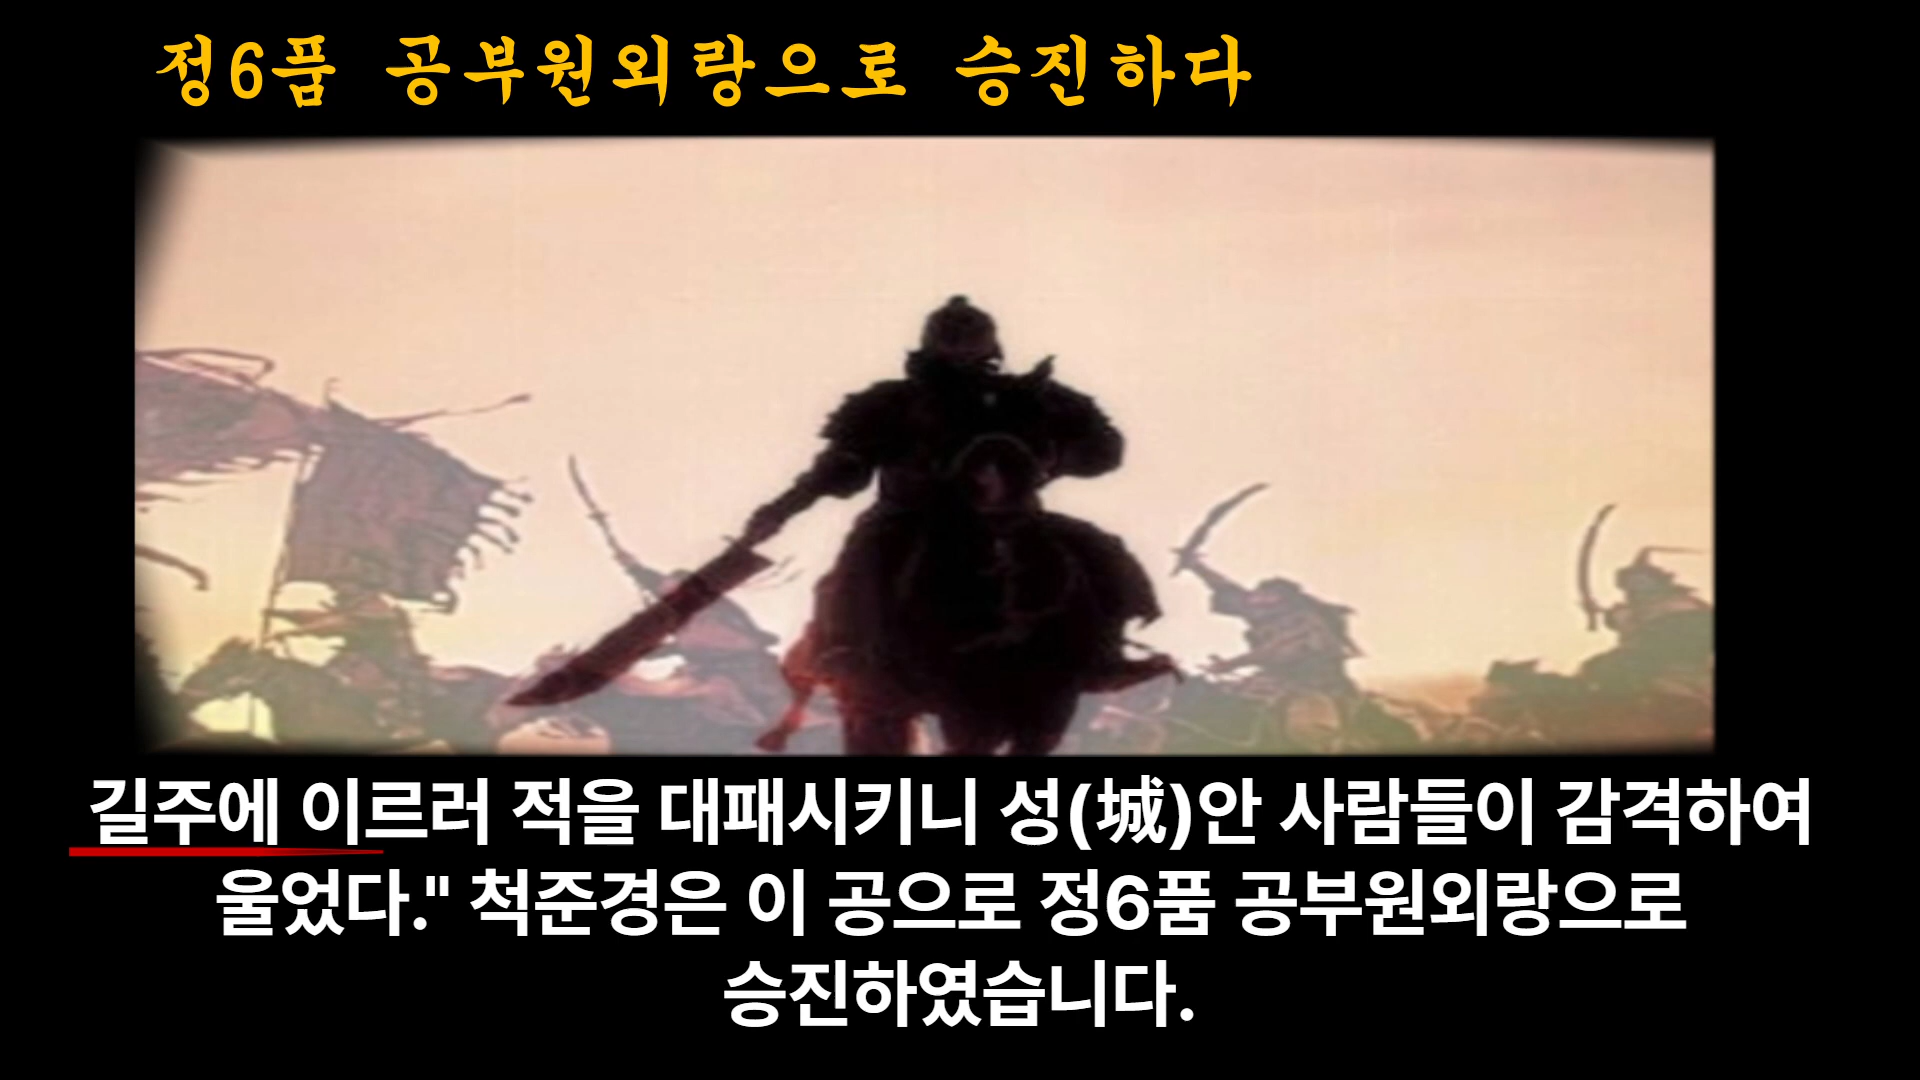 정6품 공부원외랑으로 승진하다
길주에 이르러 적을 대패시키니 성(城)안 사람들이 감격하여
울었다." 척준경은 이 공으로 정6품 공부원외랑으로
승진하였습니다.